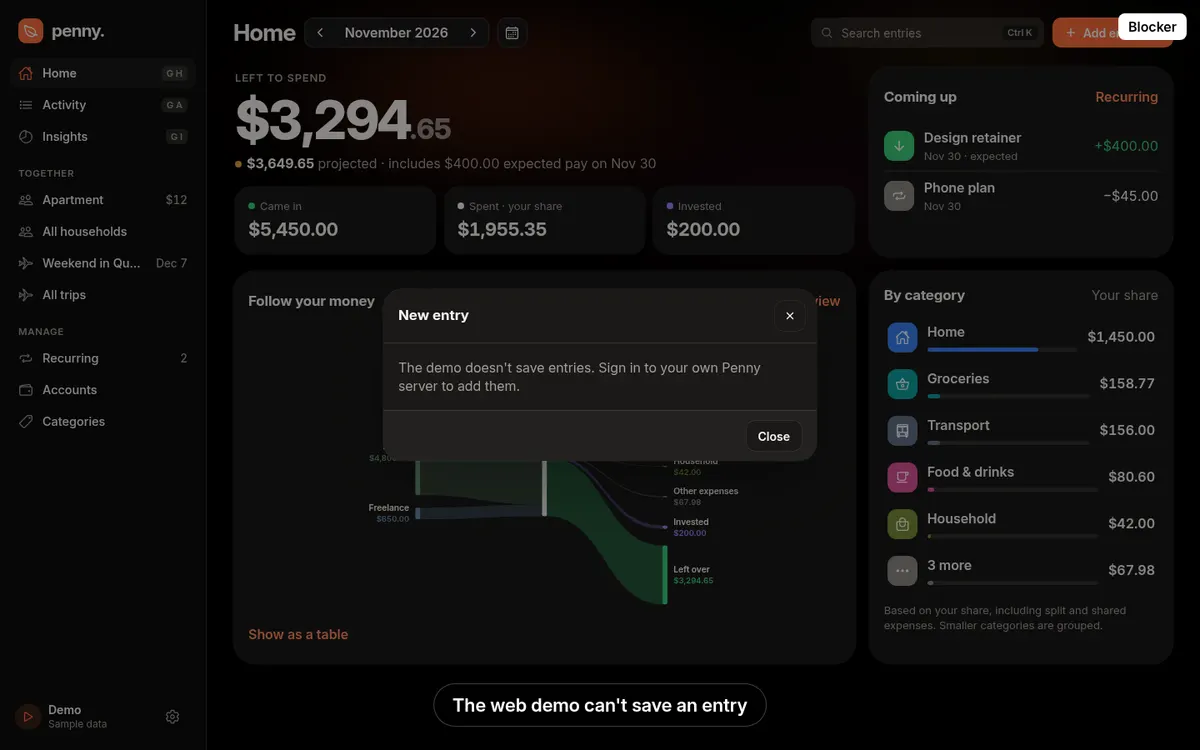 penny.
Home
November 2026
Search entries
Ctrl K
Blocker
Home
G H
Activity
G A
Insights
G I
TOGETHER
Apartment
$12
All households
Weekend in Qu...
Dec 7
All trips
MANAGE
Recurring
2
Accounts
Categories
Demo
Sample data
LEFT TO SPEND
$3,294.65
$3,649.65 projected · includes $400.00 expected pay on Nov 30
Came in
$5,450.00
Spent · your share
$1,955.35
Invested
$200.00
Coming up
Recurring
Design retainer
Nov 30 · expected
+$400.00
Phone plan
Nov 30
−$45.00
Follow your money
New entry
The demo doesn't save entries. Sign in to your own Penny
server to add them.
Close
Freelance
$650.00
Household
$42.00
Other expenses
$67.98
Invested
$200.00
Left over
$3,294.65
Show as a table
By category
Your share
Home
$1,450.00
Groceries
$158.77
Transport
$156.00
Food & drinks
$80.60
Household
$42.00
3 more
$67.98
Based on your share, including split and shared
expenses. Smaller categories are grouped.
The web demo can't save an entry